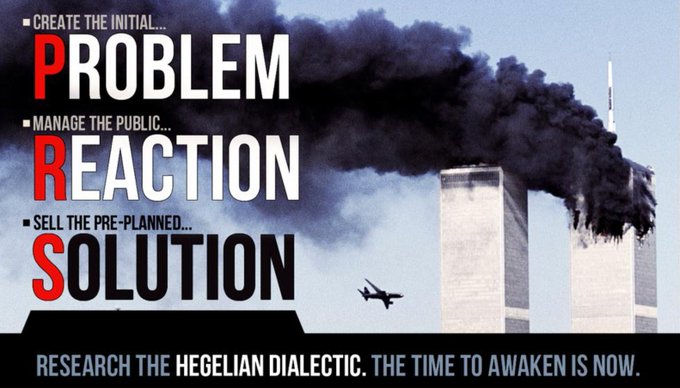 ▪ CREATE THE INITIAL...
PROBLEM
▪ MANAGE THE PUBLIC...
REACTION
▪ SELL THE PRE-PLANNED...
SOLUTION
RESEARCH THE HEGELIAN DIALECTIC. THE TIME TO AWAKEN IS NOW.